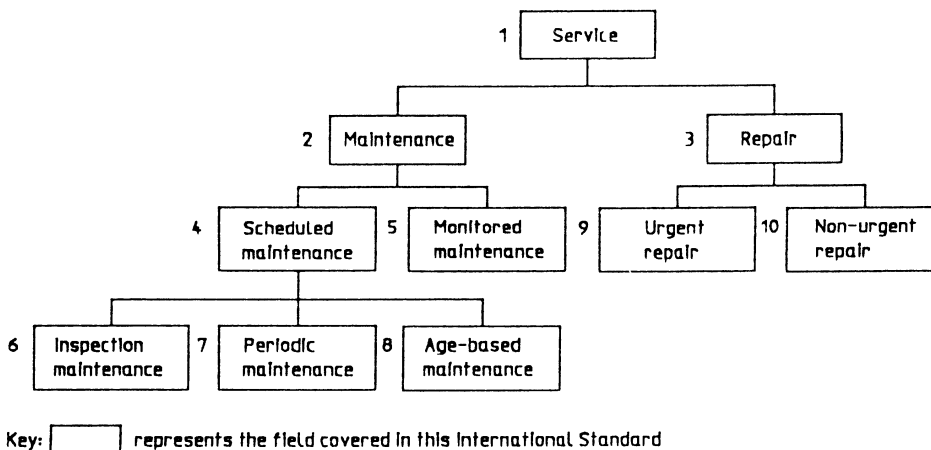 1 Service
2 Maintenance
3 Repair
4 Scheduled
maintenance
5 Monitored
maintenance
9 Urgent
repair
10 Non-urgent
repair
6 Inspection
maintenance
7 Periodic
maintenance
8 Age-based
maintenance
Key: represents the field covered in this International Standard